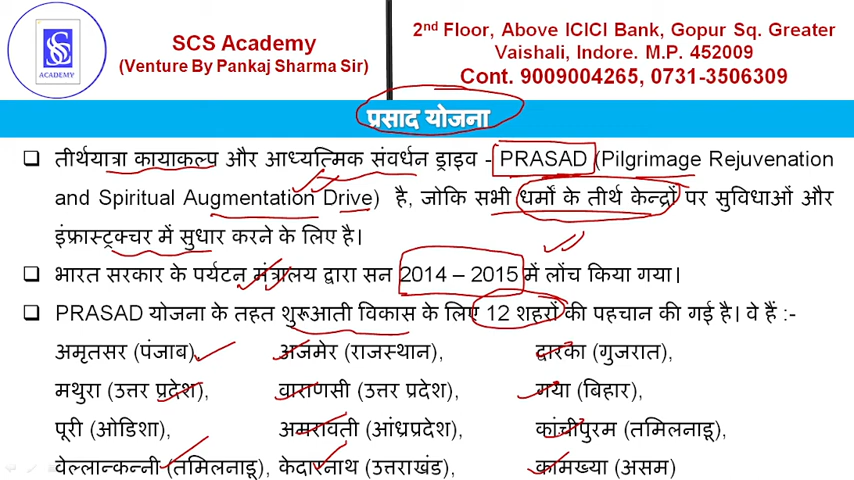 SCS Academy
(Venture By Pankaj Sharma Sir)
ACADEMY
2nd Floor, Above ICICI Bank, Gopur Sq. Greater
Vaishali, Indore. M.P. 452009
Cont. 9009004265, 0731-3506309
प्रसाद योजना
❑ तीर्थयात्रा कायाकल्प और आध्यत्मिक संवर्धन ड्राइव - PRASAD (Pilgrimage Rejuvenation
and Spiritual Augmentation Drive) है, जोकि सभी धर्मों के तीर्थ केन्द्रों पर सुविधाओं और
इंफ्रास्ट्रक्चर में सुधार करने के लिए है।
❑ भारत सरकार के पर्यटन मंत्रालय द्वारा सन 2014 – 2015 में लोंच किया गया।
❑ PRASAD योजना के तहत शुरूआती विकास के लिए 12 शहरों की पहचान की गई है। वे हैं :-
अमृतसर (पंजाब), अजमेर (राजस्थान), द्वारका (गुजरात),
मथुरा (उत्तर प्रदेश), वाराणसी (उत्तर प्रदेश), गया (बिहार),
पूरी (ओडिशा), अमरावती (आंध्रप्रदेश), कांचीपुरम (तमिलनाडू),
वेल्लान्कन्नी (तमिलनाडू), केदारनाथ (उत्तराखंड), कामख्या (असम)